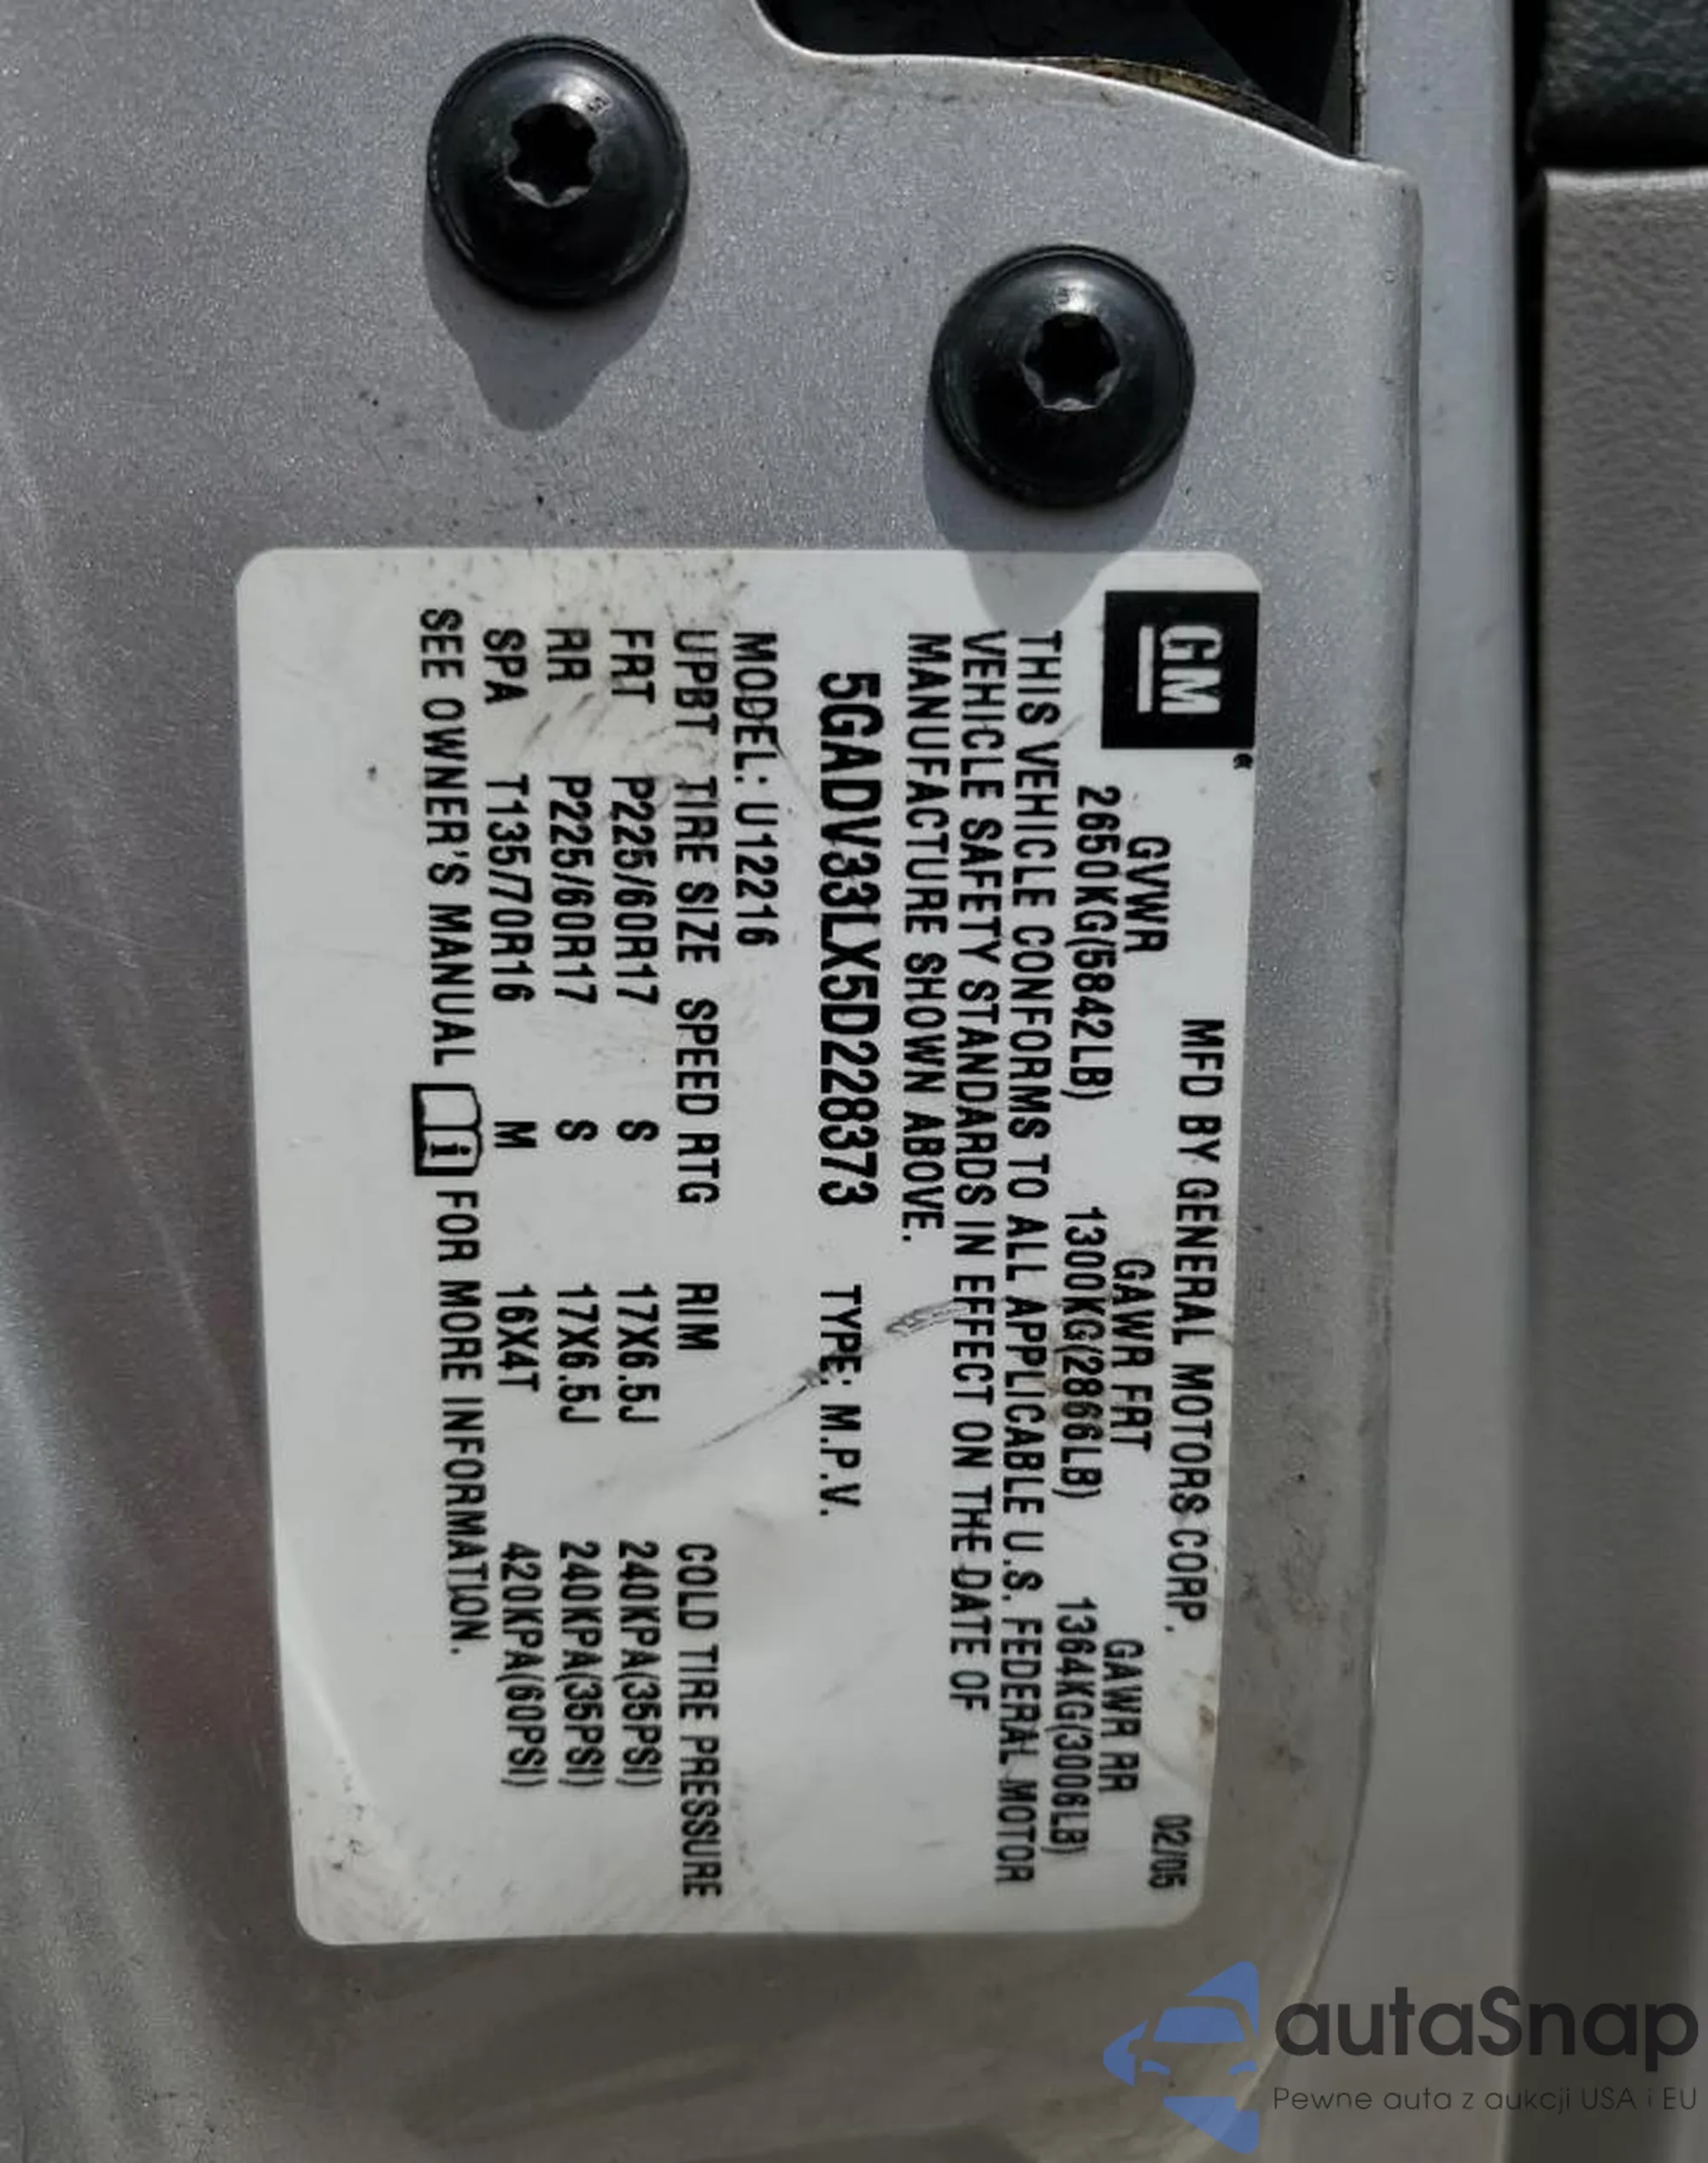 GM
MFD BY GENERAL MOTORS CORP. 02/05
GVWR GAWR FRT GAWR RR
2650KG(5842LB) 1300KG(2866LB) 1364KG(3006LB)
THIS VEHICLE CONFORMS TO ALL APPLICABLE U.S. FEDERAL MOTOR
VEHICLE SAFETY STANDARDS IN EFFECT ON THE DATE OF
MANUFACTURE SHOWN ABOVE.
5GADV33LX5D228373 TYPE: M.P.V.
MODEL: U12216
UPBT TIRE SIZE SPEED RTG RIM COLD TIRE PRESSURE
FRT P225/60R17 S 17X6.5J 240KPA(35PSI)
RR P225/60R17 S 17X6.5J 240KPA(35PSI)
SPA T135/70R16 M 16X4T 420KPA(60PSI)
SEE OWNER'S MANUAL i FOR MORE INFORMATION.
autaSnap
Pewne auta z aukcji USA i EU